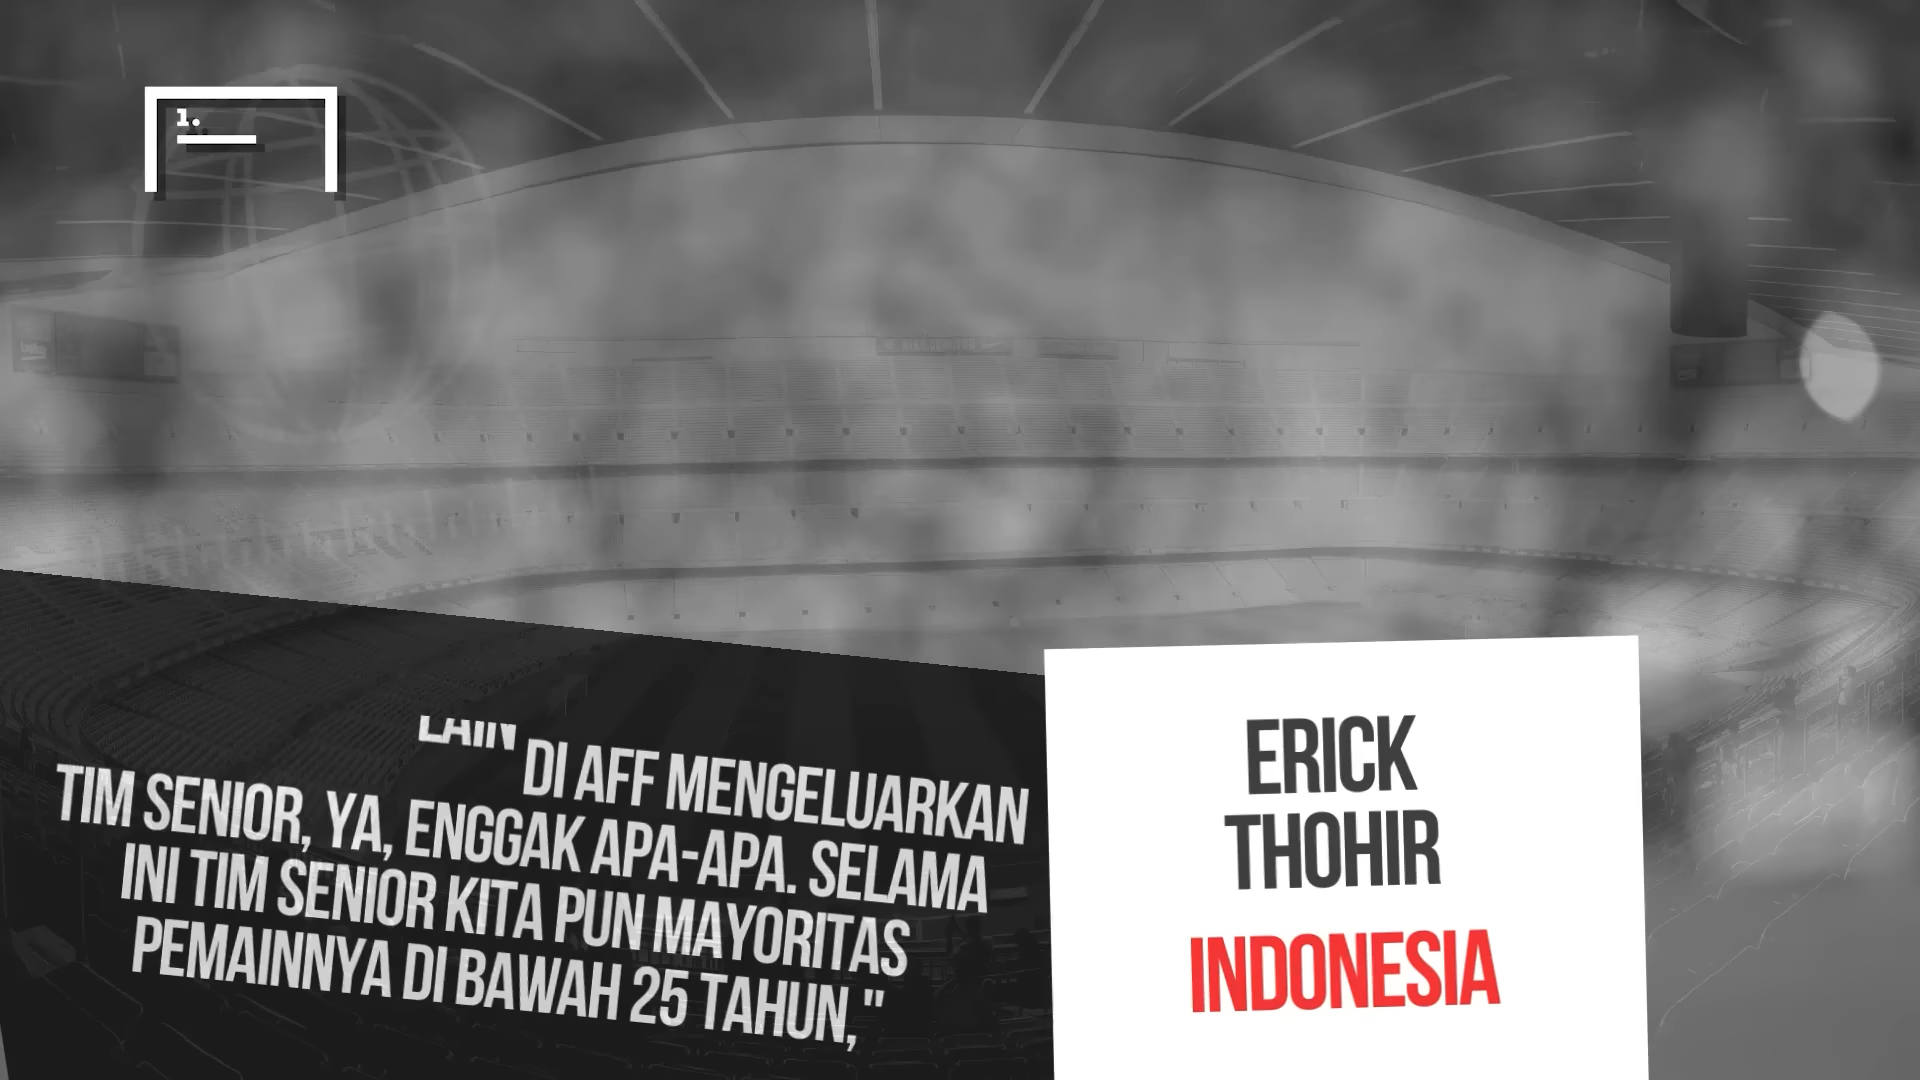 1.
LAIN
DI AFF MENGELUARKAN
TIM SENIOR, YA, ENGGAK APA-APA. SELAMA
INI TIM SENIOR KITA PUN MAYORITAS
PEMAINNYA DI BAWAH 25 TAHUN,"
ERICK
THOHIR
INDONESIA